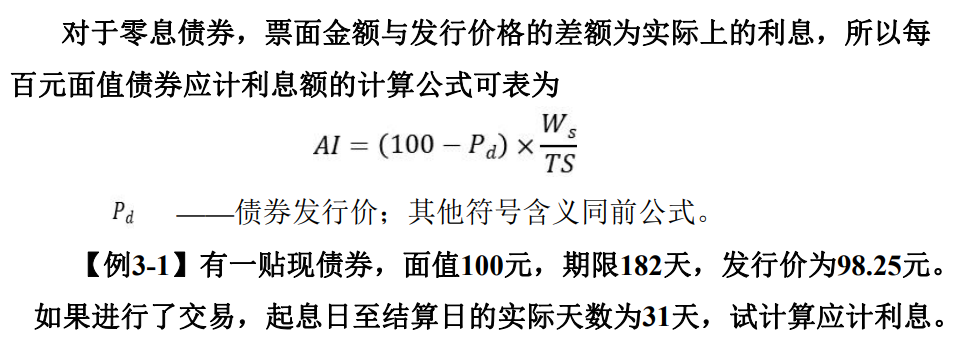 对于零息债券，票面金额与发行价格的差额为实际上的利息，所以每
百元面值债券应计利息额的计算公式可表为
AI = (100 − P_d) × W_s/TS
P_d ——债券发行价；其他符号含义同前公式。
【例3-1】有一贴现债券，面值100元，期限182天，发行价为98.25元。
如果进行了交易，起息日至结算日的实际天数为31天，试计算应计利息。